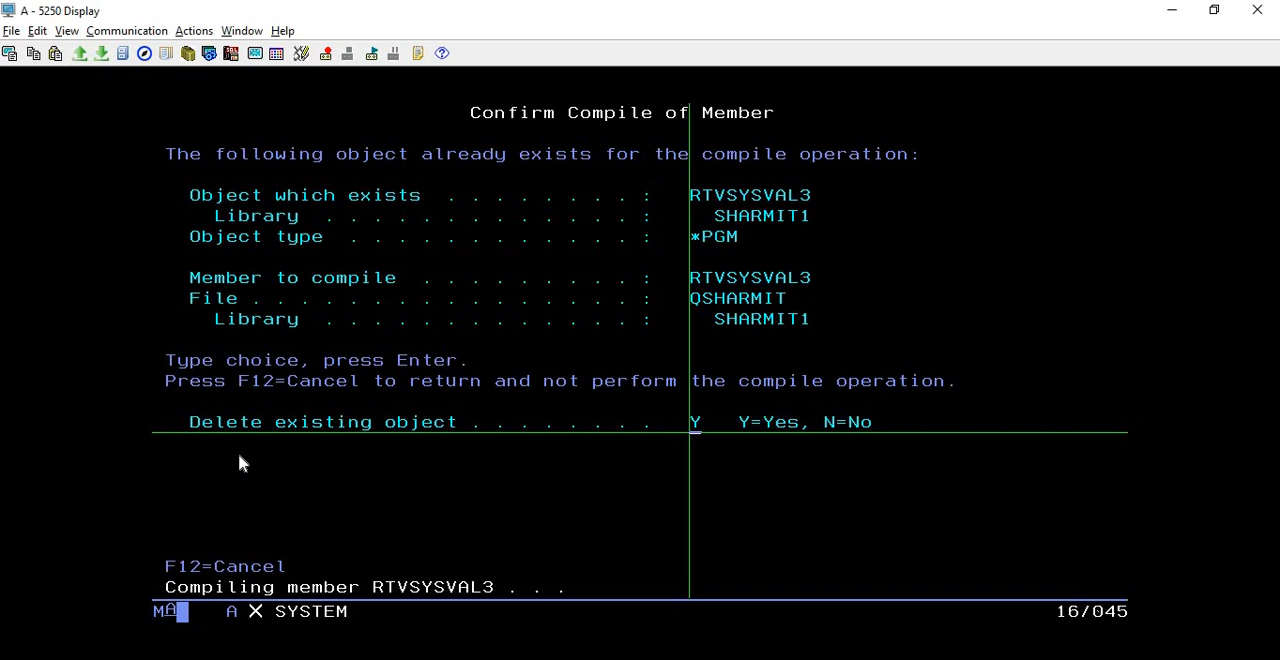 A - 5250 Display
File Edit View Communication Actions Window Help
Confirm Compile of Member
The following object already exists for the compile operation:
Object which exists . . . . . . . . . : RTVSYSVAL3
Library . . . . . . . . . . . . . . : SHARMIT1
Object type . . . . . . . . . . . . . : *PGM
Member to compile . . . . . . . . . . : RTVSYSVAL3
File . . . . . . . . . . . . . . . . . : QSHARMIT
Library . . . . . . . . . . . . . . : SHARMIT1
Type choice, press Enter.
Press F12=Cancel to return and not perform the compile operation.
Delete existing object . . . . . . . . Y Y=Yes, N=No
F12=Cancel
Compiling member RTVSYSVAL3 . . .
MA A X SYSTEM 16/045